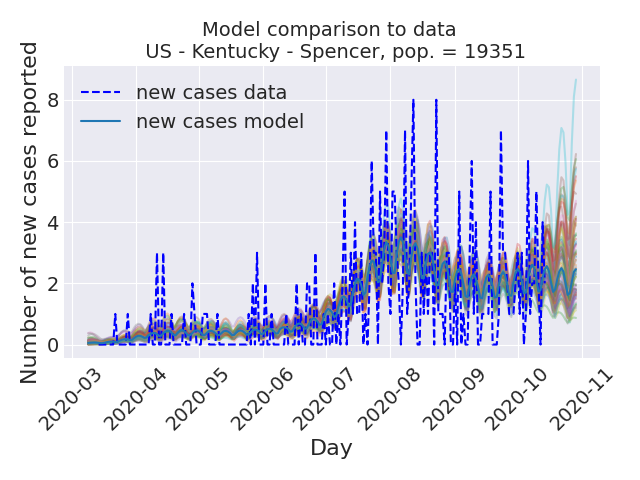 Model comparison to data
US - Kentucky - Spencer, pop. = 19351
Number of new cases reported
8
6
4
2
0
new cases data
new cases model
2020-03
2020-04
2020-05
2020-06
2020-07
2020-08
2020-09
2020-10
2020-11
Day